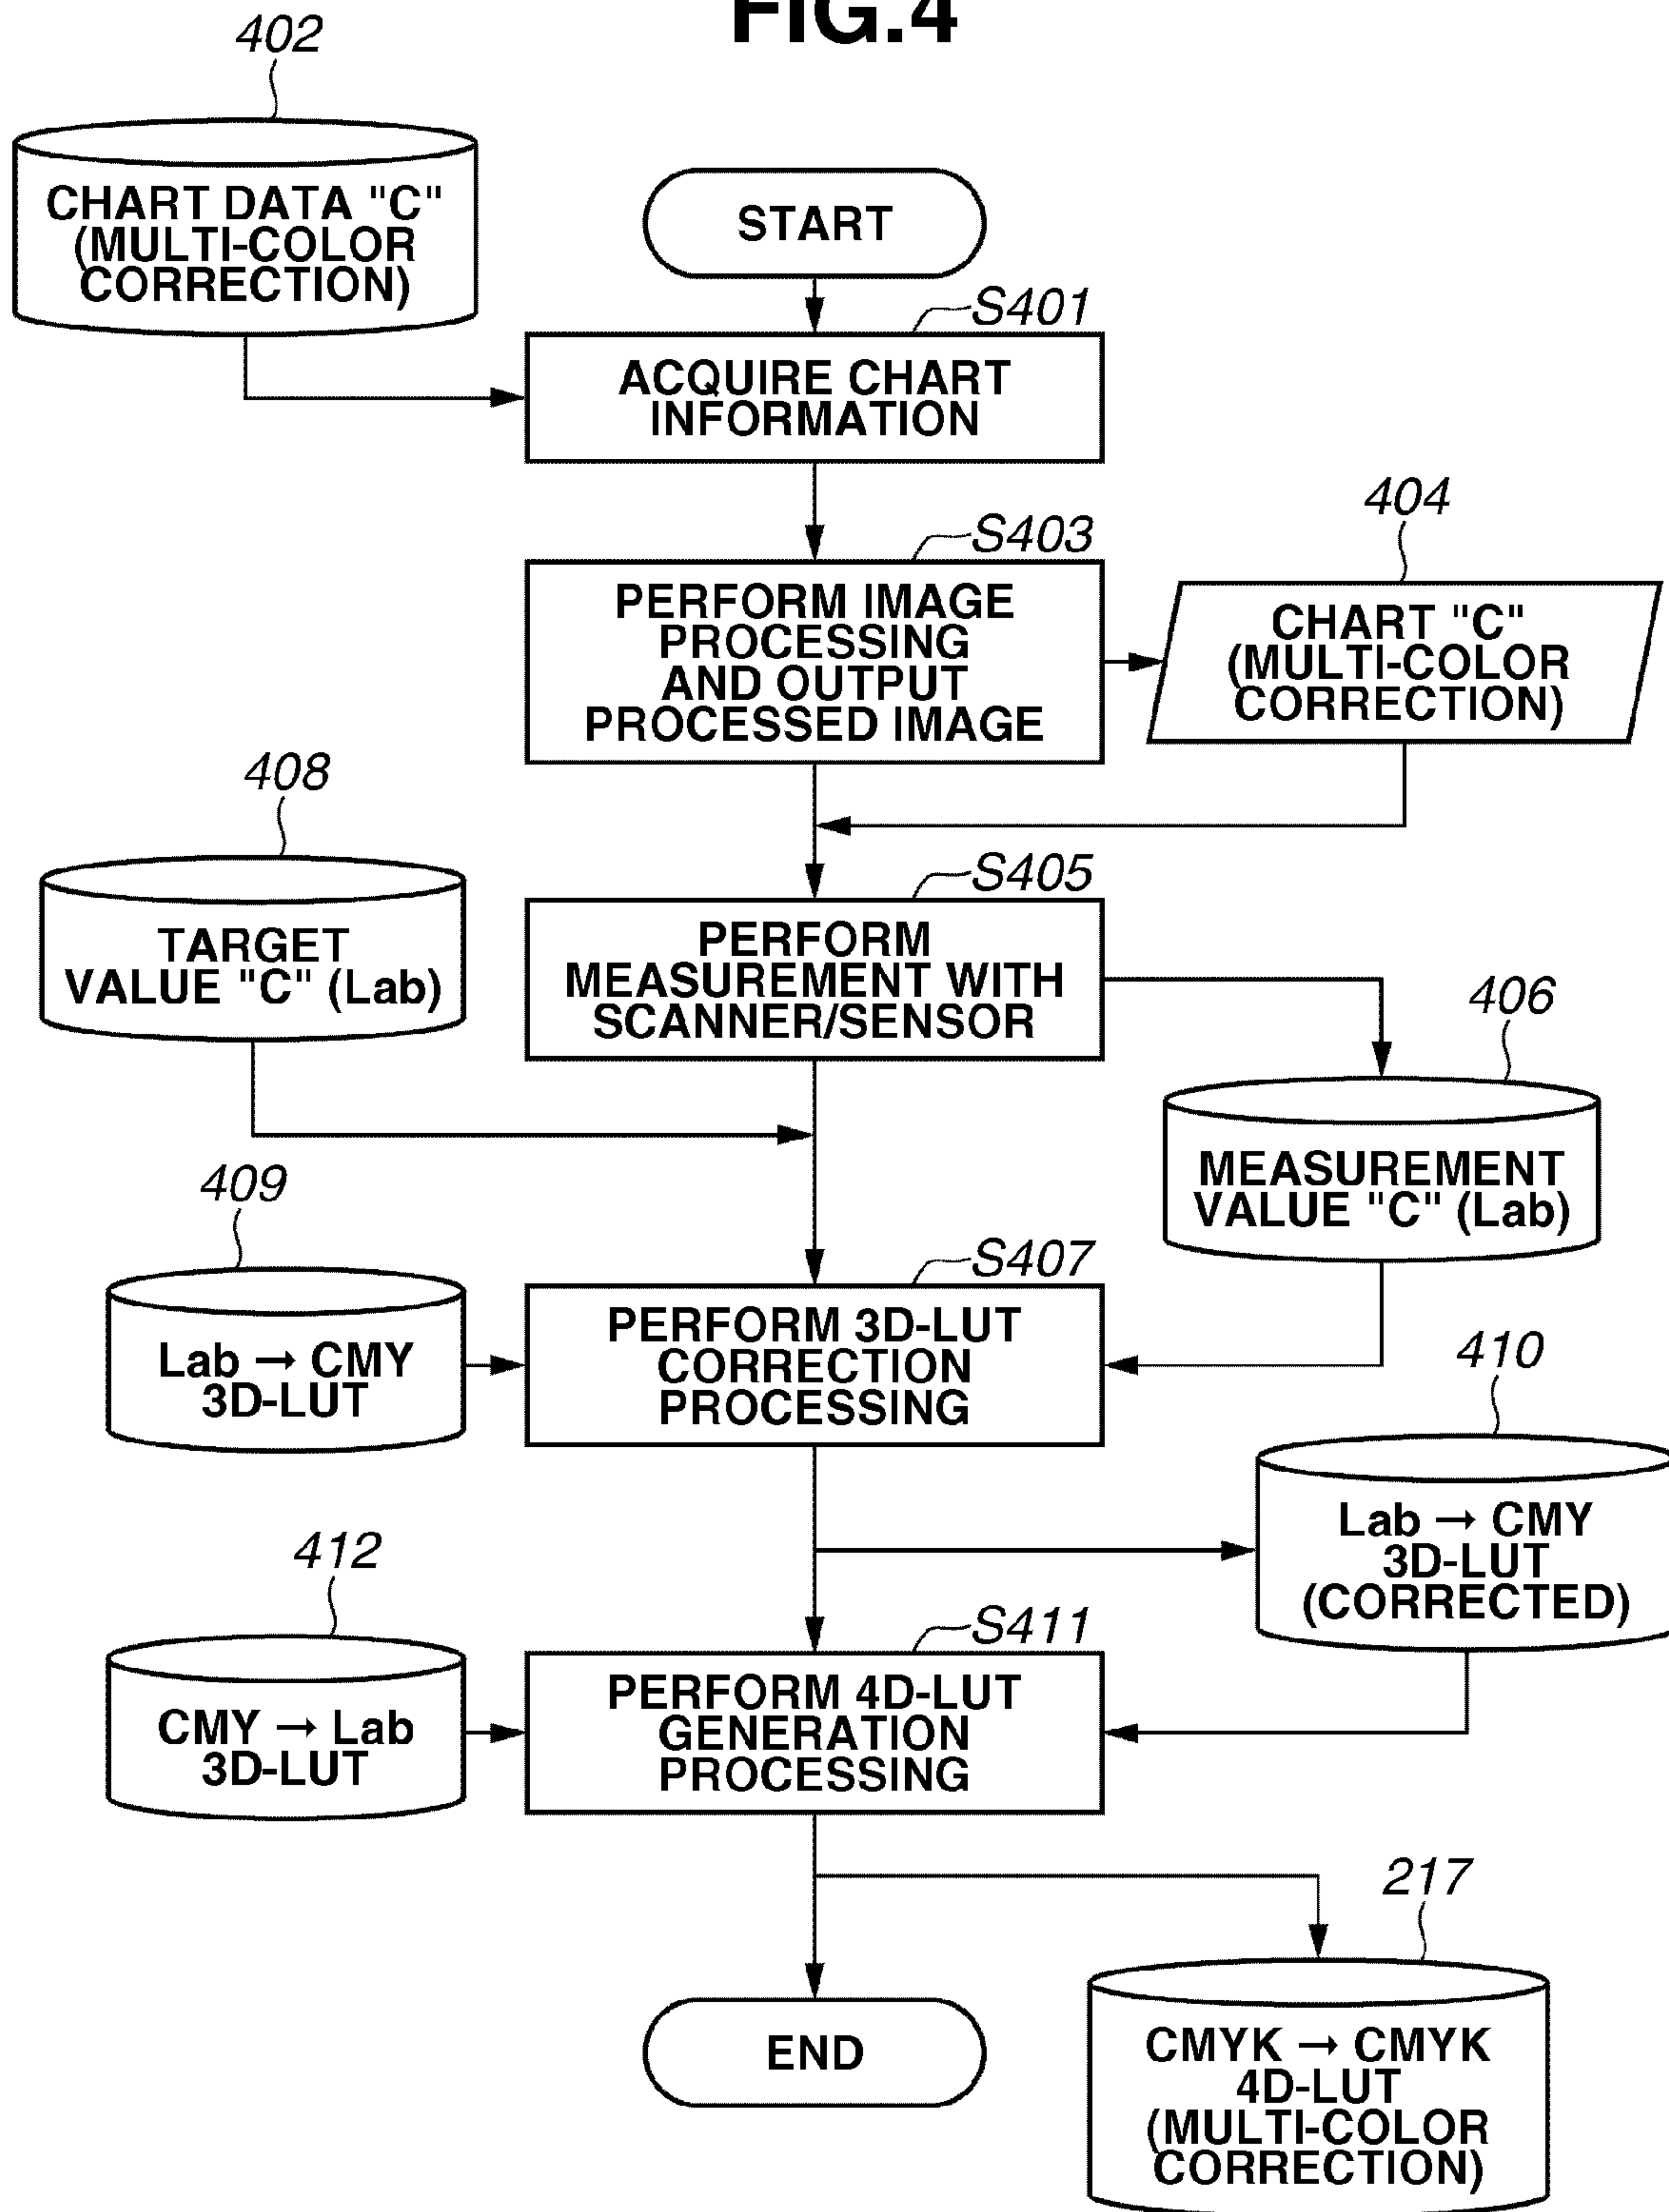 FIG.4
402
CHART DATA "C"
(MULTI-COLOR
CORRECTION)
START
S401
ACQUIRE CHART
INFORMATION
404
S403
PERFORM IMAGE
PROCESSING
AND OUTPUT
PROCESSED IMAGE
CHART "C"
(MULTI-COLOR
CORRECTION)
408
TARGET
VALUE "C" (Lab)
S405
PERFORM
MEASUREMENT WITH
SCANNER/SENSOR
406
MEASUREMENT
VALUE "C" (Lab)
409
Lab → CMY
3D-LUT
S407
PERFORM 3D-LUT
CORRECTION
PROCESSING
410
Lab → CMY
3D-LUT
(CORRECTED)
412
CMY → Lab
3D-LUT
S411
PERFORM 4D-LUT
GENERATION
PROCESSING
217
CMYK → CMYK
4D-LUT
(MULTI-COLOR
CORRECTION)
END